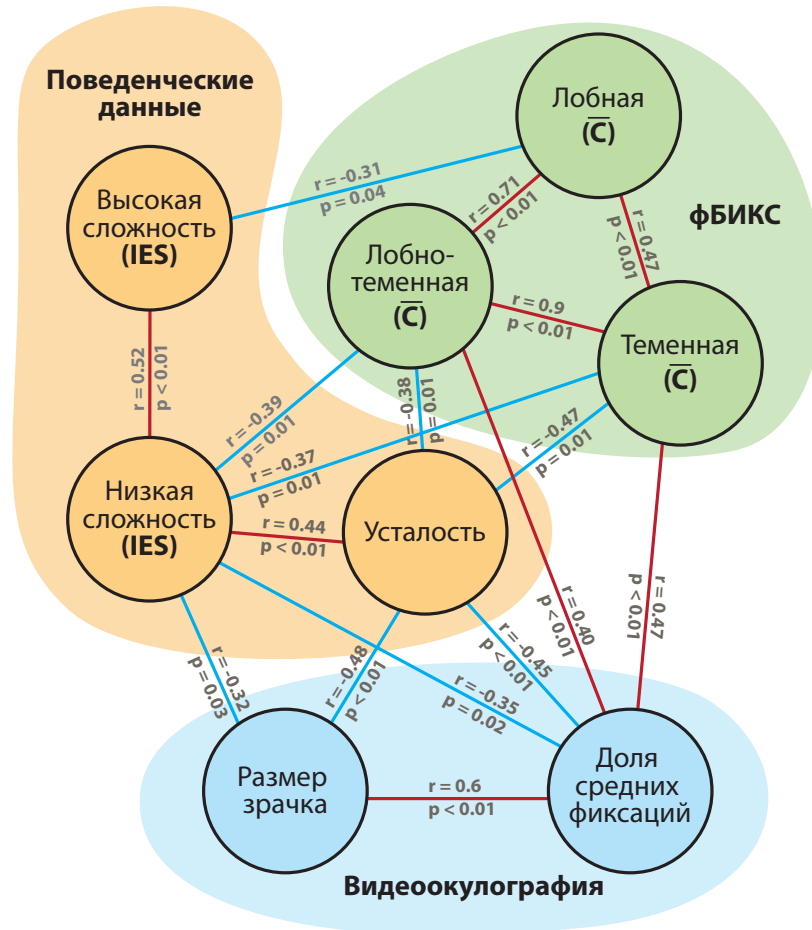 Поведенческие
данные
Лобная
(C̅)
фБИКС
r = -0.31
p = 0.04
r = 0.71
p < 0.01
r = 0.47
p < 0.01
Высокая
сложность
(IES)
Лобно-
теменная
(C̅)
r = 0.9
p < 0.01
Теменная
(C̅)
r = 0.52
p < 0.01
r = -0.39
p = 0.01
r = -0.38
p = 0.01
r = -0.47
p = 0.01
r = -0.37
p = 0.01
Низкая
сложность
(IES)
r = 0.44
p < 0.01
Усталость
r = 0.40
p < 0.01
r = 0.47
p < 0.01
r = -0.32
p = 0.03
r = -0.48
p < 0.01
r = -0.45
p < 0.01
r = -0.35
p = 0.02
Размер
зрачка
r = 0.6
p < 0.01
Доля
средних
фиксаций
Видеоокулография